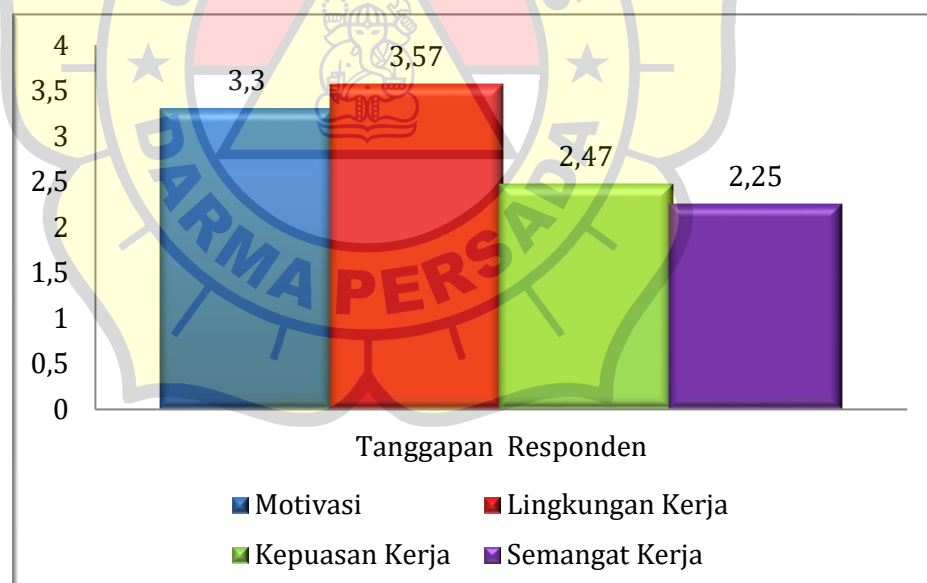 4
3,5
3
2,5
2
1,5
1
0,5
0
3,3
3,57
2,47
2,25
DARMA PERSADA
Tanggapan Responden
Motivasi
Lingkungan Kerja
Kepuasan Kerja
Semangat Kerja